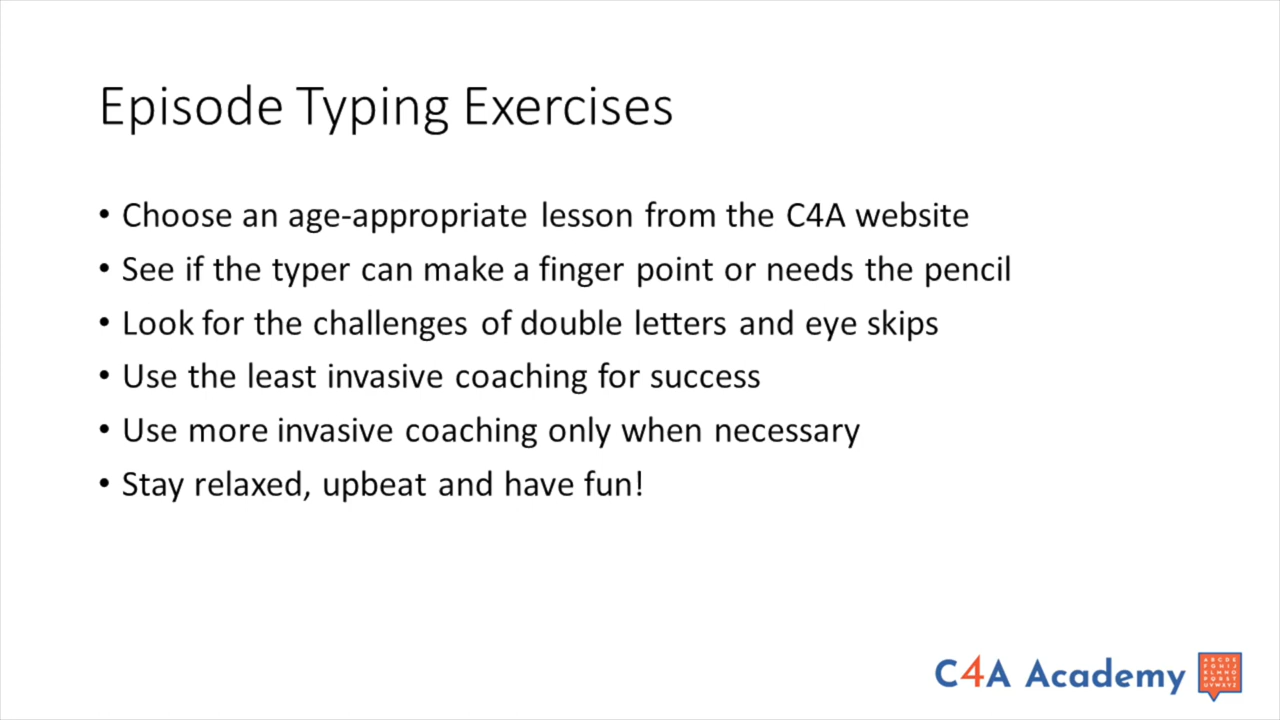 Episode Typing Exercises
• Choose an age-appropriate lesson from the C4A website
• See if the typer can make a finger point or needs the pencil
• Look for the challenges of double letters and eye skips
• Use the least invasive coaching for success
• Use more invasive coaching only when necessary
• Stay relaxed, upbeat and have fun!
C4A Academy